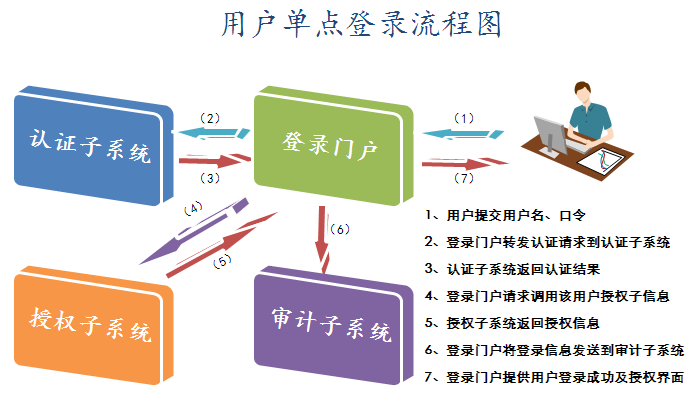 用户单点登录流程图
认证子系统
(2)
登录门户
(1)
(3)
(7)
(4)
(5)
(6)
授权子系统
审计子系统
1、用户提交用户名、口令
2、登录门户转发认证请求到认证子系统
3、认证子系统返回认证结果
4、登录门户请求调用该用户授权子信息
5、授权子系统返回授权信息
6、登录门户将登录信息发送到审计子系统
7、登录门户提供用户登录成功及授权界面